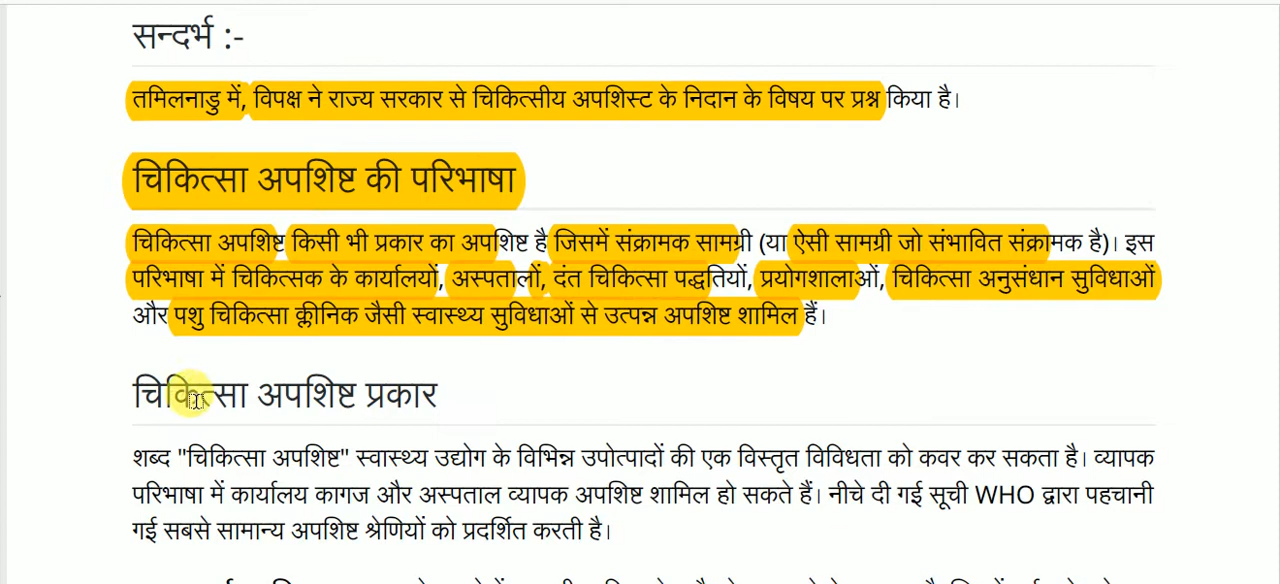 सन्दर्भ :-
तमिलनाडु में, विपक्ष ने राज्य सरकार से चिकित्सीय अपशिस्ट के निदान के विषय पर प्रश्न किया है।
चिकित्सा अपशिष्ट की परिभाषा
चिकित्सा अपशिष्ट किसी भी प्रकार का अपशिष्ट है जिसमें संक्रामक सामग्री (या ऐसी सामग्री जो संभावित संक्रामक है)। इस
परिभाषा में चिकित्सक के कार्यालयों, अस्पतालों, दंत चिकित्सा पद्धतियों, प्रयोगशालाओं, चिकित्सा अनुसंधान सुविधाओं
और पशु चिकित्सा क्लीनिक जैसी स्वास्थ्य सुविधाओं से उत्पन्न अपशिष्ट शामिल हैं।
चिकित्सा अपशिष्ट प्रकार
शब्द "चिकित्सा अपशिष्ट" स्वास्थ्य उद्योग के विभिन्न उपोत्पादों की एक विस्तृत विविधता को कवर कर सकता है। व्यापक
परिभाषा में कार्यालय कागज और अस्पताल व्यापक अपशिष्ट शामिल हो सकते हैं। नीचे दी गई सूची WHO द्वारा पहचानी
गई सबसे सामान्य अपशिष्ट श्रेणियों को प्रदर्शित करती है।